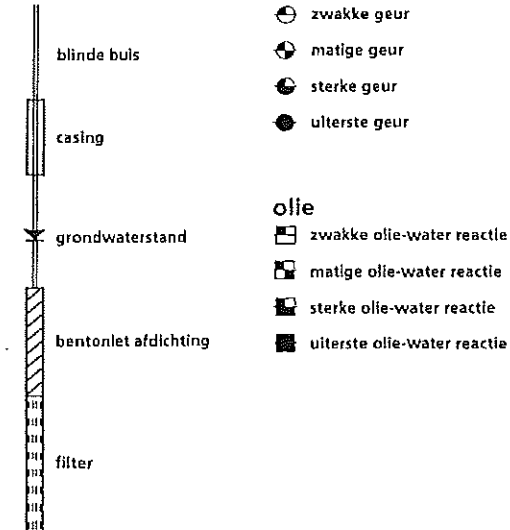 blinde buis
casing
grondwaterstand
bentoniet afdichting
filter
zwakke geur
matige geur
sterke geur
uiterste geur
olie
zwakke olie-water reactie
matige olie-water reactie
sterke olie-water reactie
uiterste olie-water reactie